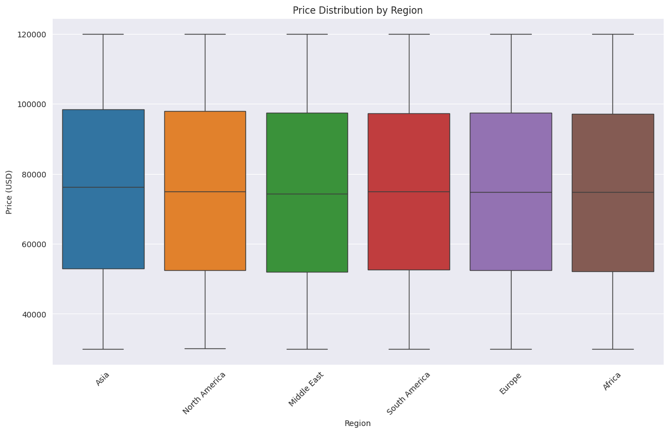 Price Distribution by Region
120000
100000
80000
60000
40000
Price (USD)
Asia
North America
Middle East
South America
Europe
Africa
Region